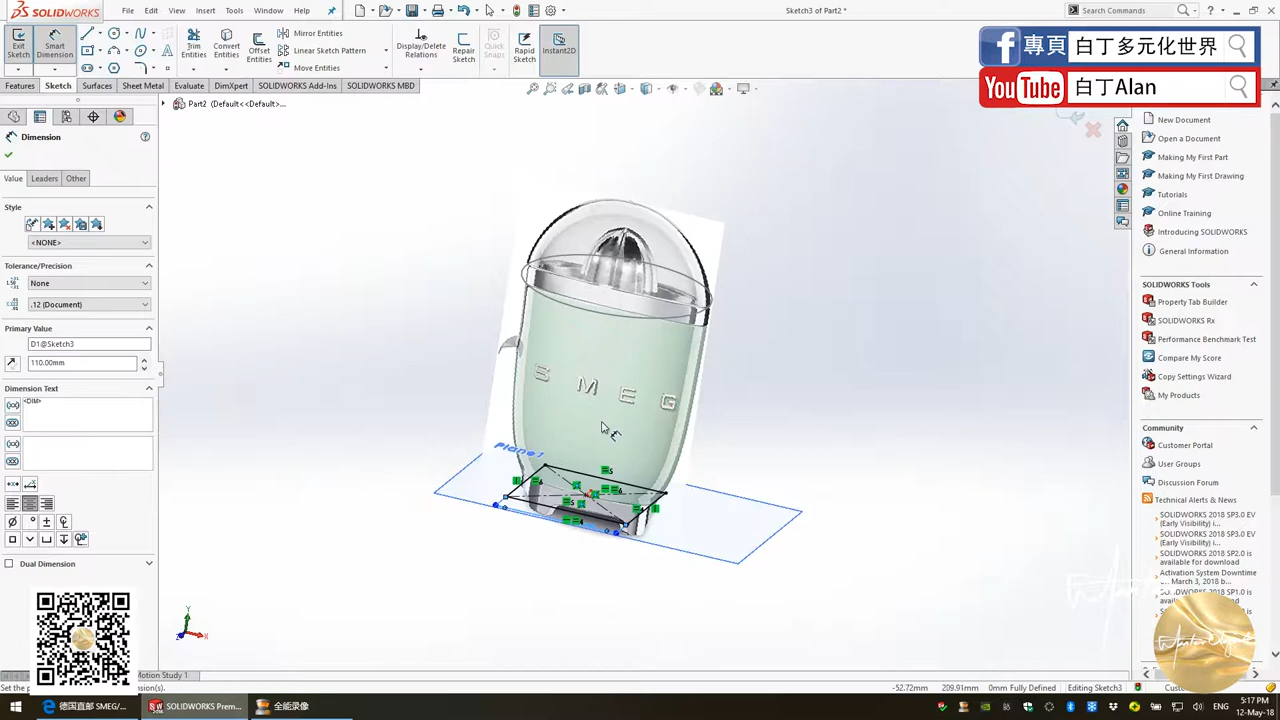 SOLIDWORKS
File Edit View Insert Tools Window Help
Sketch3 of Part2 *
Search Commands
Exit Sketch
Smart Dimension
Trim Entities
Convert Entities
Offset Entities
Mirror Entities
Linear Sketch Pattern
Move Entities
Display/Delete Relations
Repair Sketch
Quick Snaps
Rapid Sketch
Instant2D
專頁 白丁多元化世界
YouTube 白丁Alan
Features Sketch Surfaces Sheet Metal Evaluate DimXpert SOLIDWORKS Add-Ins SOLIDWORKS MBD
Part2 (Default<<Default>...
Dimension
Value Leaders Other
Style
<NONE>
Tolerance/Precision
None
.12 (Document)
Primary Value
D1@Sketch3
110.00mm
Dimension Text
<DIM>
Dual Dimension
S M E G
Plane1
New Document
Open a Document
Making My First Part
Making My First Drawing
Tutorials
Online Training
Introducing SOLIDWORKS
General Information
SOLIDWORKS Tools
Property Tab Builder
SOLIDWORKS Rx
Performance Benchmark Test
Compare My Score
Copy Settings Wizard
My Products
Community
Customer Portal
User Groups
Discussion Forum
Technical Alerts & News
SOLIDWORKS 2018 SP3.0 EV
(Early Visibility) i...
SOLIDWORKS 2018 SP3.0 EV
(Early Visibility) i...
SOLIDWORKS 2018 SP2.0 is
available for download
Activation System Downtime
March 3, 2018 b...
SOLIDWORKS 2018 SP1.0 is
Motion Study 1
-52.72mm 209.91mm 0mm Fully Defined Editing Sketch3
德国直邮 SMEG/...
SOLIDWORKS Prem...
全能录像
ENG
5:17 PM
12-May-18